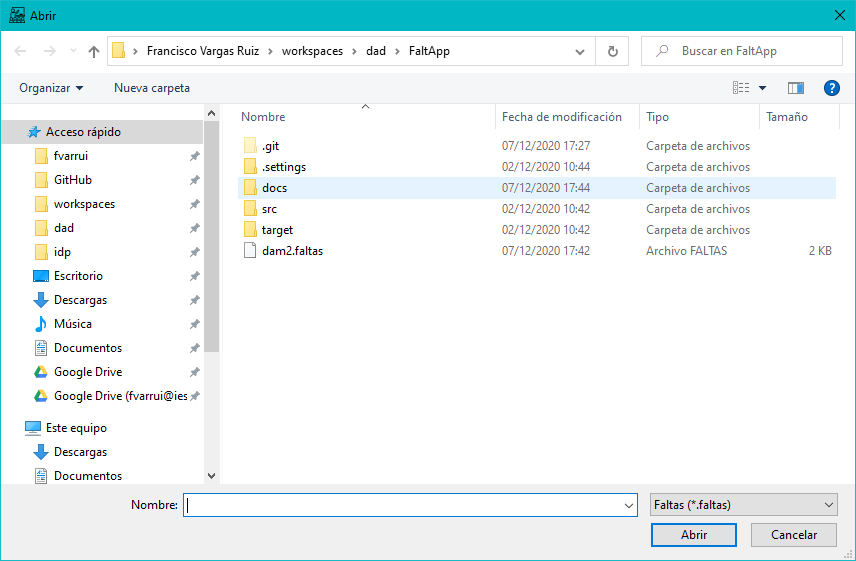 Abrir
Francisco Vargas Ruiz > workspaces > dad > FaltApp
Buscar en FaltApp
Organizar
Nueva carpeta
?
Nombre Fecha de modificación Tipo Tamaño
Acceso rápido
fvarrui
GitHub
workspaces
dad
idp
Escritorio
Descargas
Música
Documentos
Google Drive
Google Drive (fvarrui@ies
Este equipo
Descargas
Documentos
.git 07/12/2020 17:27 Carpeta de archivos
.settings 02/12/2020 10:44 Carpeta de archivos
docs 07/12/2020 17:44 Carpeta de archivos
src 02/12/2020 10:42 Carpeta de archivos
target 02/12/2020 10:42 Carpeta de archivos
dam2.faltas 07/12/2020 17:42 Archivo FALTAS 2 KB
Nombre:
Faltas (*.faltas)
Abrir
Cancelar